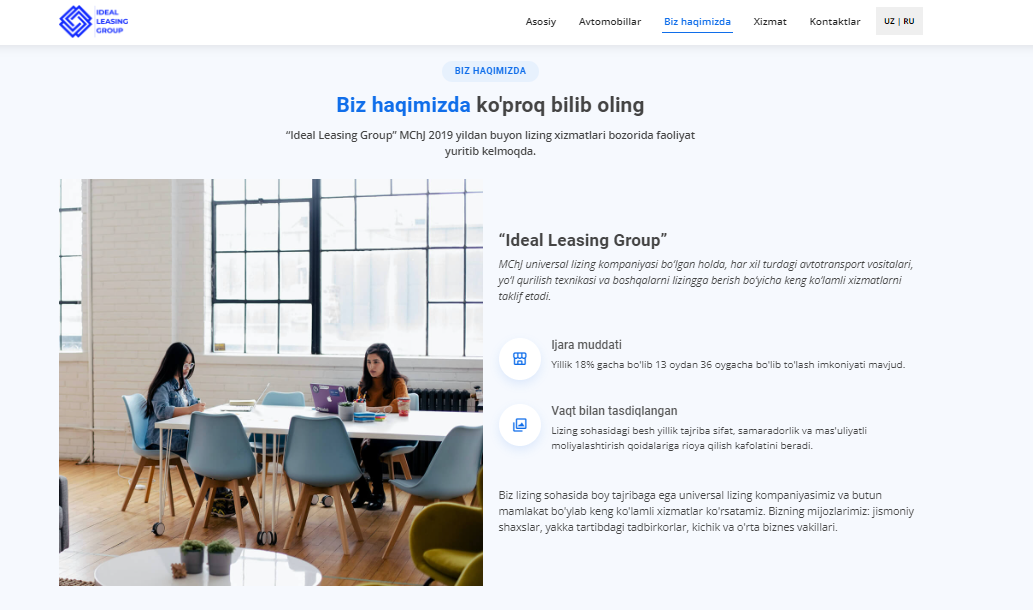 IDEAL
LEASING
GROUP
Asosiy
Avtomobillar
Biz haqimizda
Xizmat
Kontaktlar
UZ | RU
BIZ HAQIMIZDA
Biz haqimizda ko'proq bilib oling
“Ideal Leasing Group” MChJ 2019 yildan buyon lizing xizmatlari bozorida faoliyat
yuritib kelmoqda.
“Ideal Leasing Group”
MChJ universal lizing kompaniyasi bo‘lgan holda, har xil turdagi avtotransport vositalari,
yo‘l qurilish texnikasi va boshqalarni lizingga berish bo‘yicha keng ko‘lamli xizmatlarni
taklif etadi.
Ijara muddati
Yillik 18% gacha bo'lib 13 oydan 36 oygacha bo'lib to'lash imkoniyati mavjud.
Vaqt bilan tasdiqlangan
Lizing sohasidagi besh yillik tajriba sifat, samaradorlik va mas'uliyatli
moliyalashtirish qoidalariga rioya qilish kafolatini beradi.
Biz lizing sohasida boy tajribaga ega universal lizing kompaniyasimiz va butun
mamlakat bo'ylab keng ko'lamli xizmatlar ko'rsatamiz. Bizning mijozlarimiz: jismoniy
shaxslar, yakka tartibdagi tadbirkorlar, kichik va o'rta biznes vakillari.